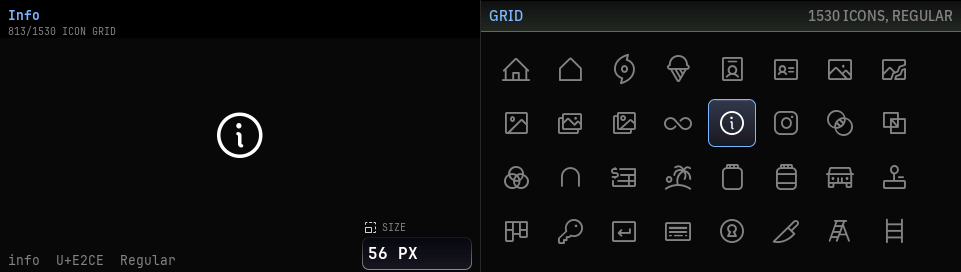 Info
813/1530 ICON GRID
SIZE
56 PX
info U+E2CE Regular
GRID
1530 ICONS, REGULAR